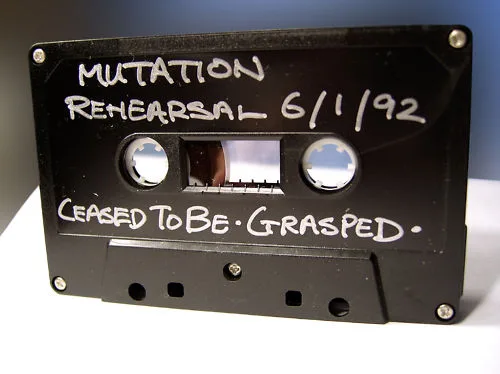 MUTATION
REHEARSAL 6/1/92
CEASED TO BE · GRASPED ·